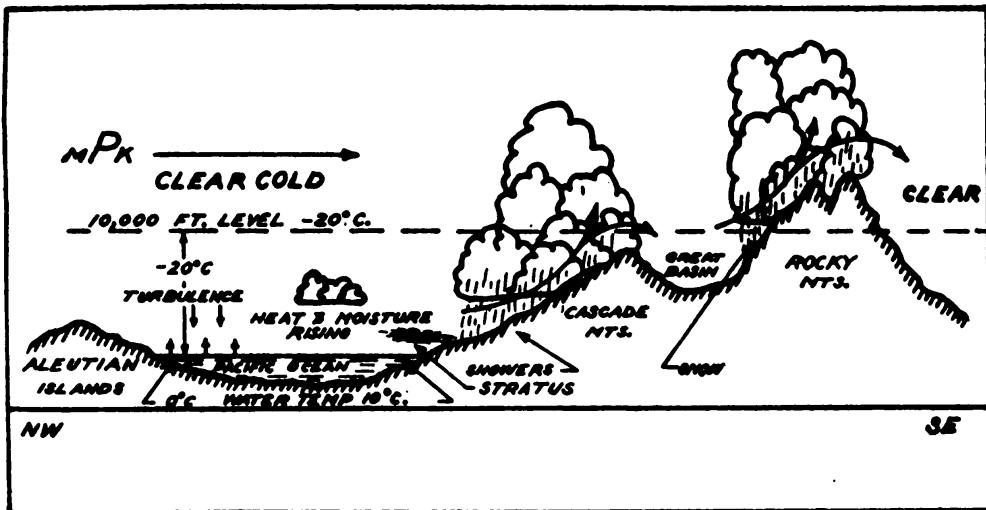 mPK
CLEAR COLD
CLEAR
10,000 FT. LEVEL -20°C.
-20°C
TURBULENCE
HEAT & MOISTURE
RISING
GREAT
BASIN
ROCKY
MTS.
CASCADE
MTS.
ALEUTIAN
ISLANDS
PACIFIC OCEAN
0°C WATER TEMP 10°C.
SHOWERS
STRATUS
SNOW
NW
SE